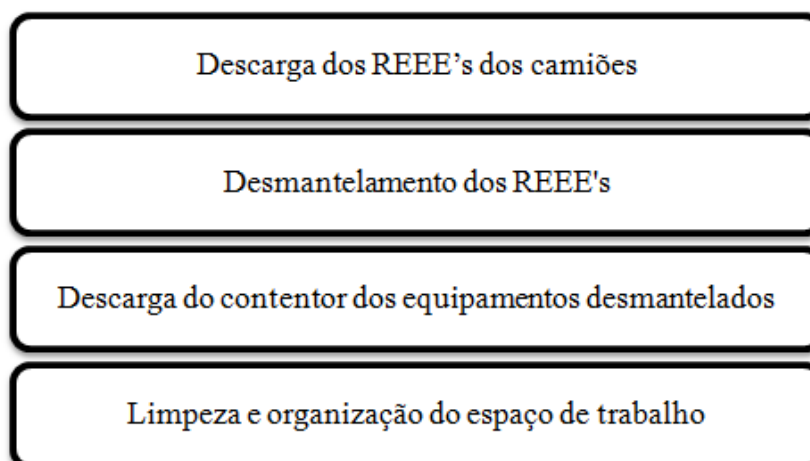 Descarga dos REEE’s dos camiões
Desmantelamento dos REEE's
Descarga do contentor dos equipamentos desmantelados
Limpeza e organização do espaço de trabalho